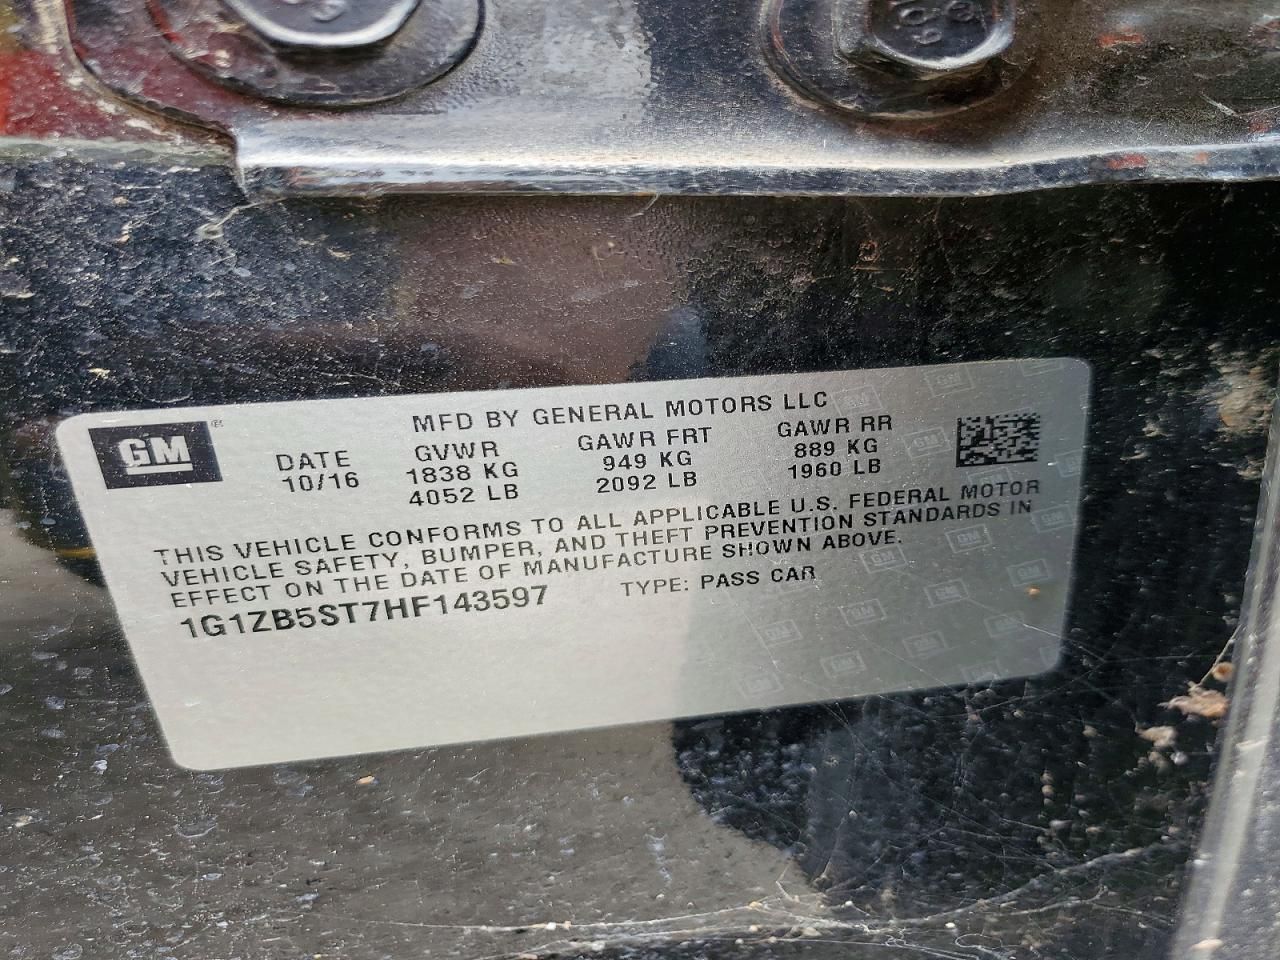 MFD BY GENERAL MOTORS LLC
GM®
DATE GVWR GAWR FRT GAWR RR
10/16 1838 KG 949 KG 889 KG
4052 LB 2092 LB 1960 LB
THIS VEHICLE CONFORMS TO ALL APPLICABLE U.S. FEDERAL MOTOR
VEHICLE SAFETY, BUMPER, AND THEFT PREVENTION STANDARDS IN
EFFECT ON THE DATE OF MANUFACTURE SHOWN ABOVE.
1G1ZB5ST7HF143597 TYPE: PASS CAR